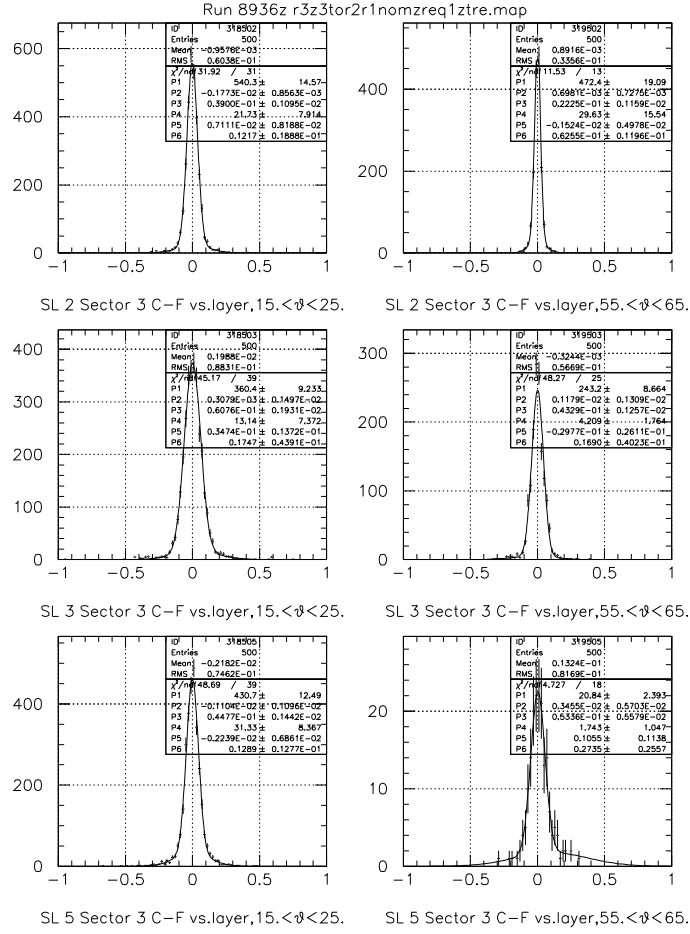 Run 8936z r3z3tor2r1nomzreq1ztre.map
ID 318502
Entries 500
Mean -0.9576E-03
RMS 0.6038E-01
χ²/ndf 31.92 / 31
P1 540.3 ± 14.57
P2 -0.1773E-02 ± 0.8563E-03
P3 0.3900E-01 ± 0.1095E-02
P4 21.73 ± 7.914
P5 0.7111E-02 ± 0.8188E-02
P6 0.1217 ± 0.1888E-01
600
400
200
0
-1 -0.5 0 0.5 1
SL 2 Sector 3 C-F vs.layer,15.<ϑ<25.
ID 319502
Entries 500
Mean 0.8916E-03
RMS 0.3356E-01
χ²/ndf 11.53 / 13
P1 472.4 ± 19.09
P2 0.6981E-03 ± 0.7275E-03
P3 0.2225E-01 ± 0.1159E-02
P4 29.63 ± 15.54
P5 -0.1524E-02 ± 0.4978E-02
P6 0.6255E-01 ± 0.1196E-01
400
200
0
-1 -0.5 0 0.5 1
SL 2 Sector 3 C-F vs.layer,55.<ϑ<65.
ID 318503
Entries 500
Mean 0.1988E-02
RMS 0.8831E-01
χ²/ndf 45.17 / 39
P1 360.4 ± 9.233
P2 0.3079E-03 ± 0.1497E-02
P3 0.6076E-01 ± 0.1931E-02
P4 13.14 ± 7.372
P5 0.3474E-01 ± 0.1372E-01
P6 0.1747 ± 0.4391E-01
400
300
200
100
0
-1 -0.5 0 0.5 1
SL 3 Sector 3 C-F vs.layer,15.<ϑ<25.
ID 319503
Entries 500
Mean -0.3244E-03
RMS 0.5669E-01
χ²/ndf 48.27 / 25
P1 243.2 ± 8.664
P2 0.1179E-02 ± 0.1309E-02
P3 0.4329E-01 ± 0.1257E-02
P4 4.209 ± 1.764
P5 -0.2977E-01 ± 0.2611E-01
P6 0.1690 ± 0.4023E-01
300
200
100
0
-1 -0.5 0 0.5 1
SL 3 Sector 3 C-F vs.layer,55.<ϑ<65.
ID 318505
Entries 500
Mean -0.2182E-02
RMS 0.7462E-01
χ²/ndf 48.69 / 39
P1 430.7 ± 12.49
P2 -0.1104E-02 ± 0.1096E-02
P3 0.4477E-01 ± 0.1442E-02
P4 31.33 ± 8.367
P5 -0.2239E-02 ± 0.6861E-02
P6 0.1289 ± 0.1277E-01
400
200
0
-1 -0.5 0 0.5 1
SL 5 Sector 3 C-F vs.layer,15.<ϑ<25.
ID 319505
Entries 500
Mean 0.1324E-01
RMS 0.8169E-01
χ²/ndf 4.727 / 18
P1 20.84 ± 2.393
P2 0.3455E-02 ± 0.5703E-02
P3 0.5336E-01 ± 0.5579E-02
P4 1.743 ± 1.047
P5 0.1055 ± 0.1138
P6 0.2735 ± 0.2557
20
10
0
-1 -0.5 0 0.5 1
SL 5 Sector 3 C-F vs.layer,55.<ϑ<65.